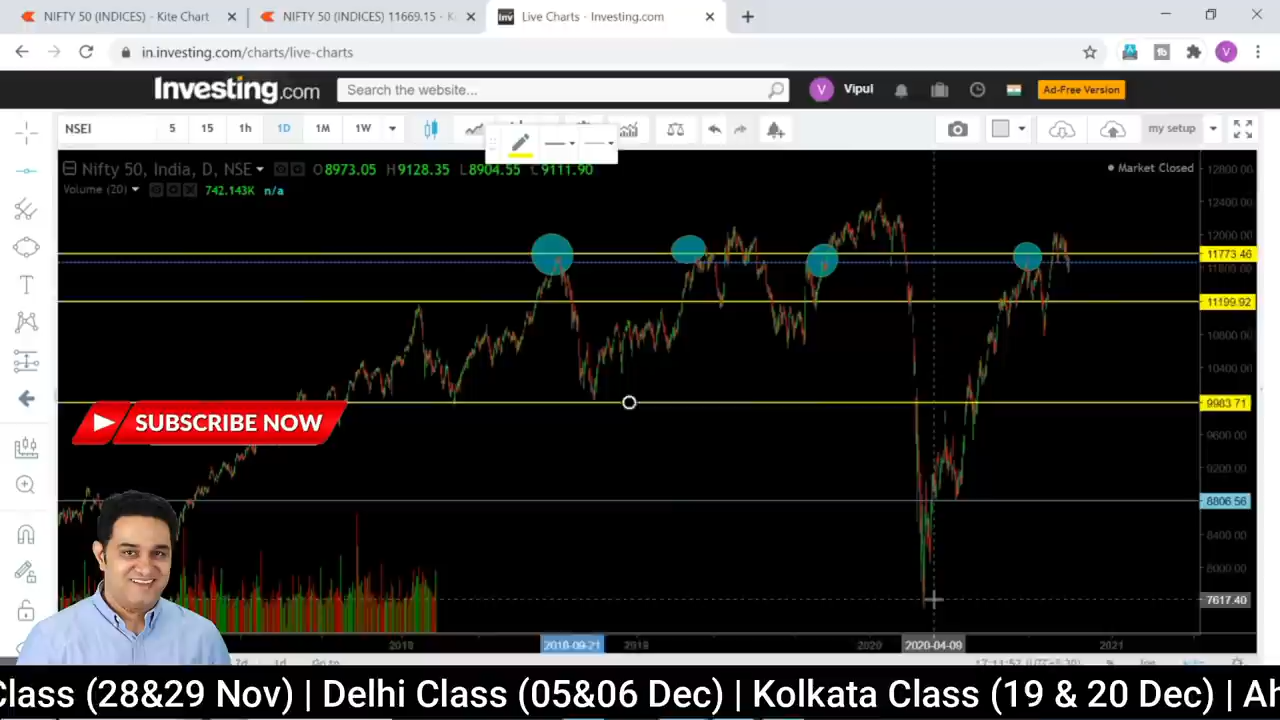 NIFTY 50 (INDICES) - Kite Chart
NIFTY 50 (INDICES) 11669.15 - K
Live Charts - Investing.com
in.investing.com/charts/live-charts
V
Investing.com
Search the website...
V
Vipul
Ad-Free Version
NSEI
5
15
1h
1D
1M
1W
my setup
Nifty 50, India, D, NSE
O8973.05 H9128.35 L8904.55 C9111.90
Market Closed
Volume (20)
742.143K
n/a
12800.00
12400.00
12000.00
11773.46
11199.92
10800.00
10400.00
9983.71
9600.00
9200.00
8806.56
8400.00
8000.00
7617.40
SUBSCRIBE NOW
2018
2018-09-21
2019
2020
2020-04-09
2021
Class (28&29 Nov) | Delhi Class (05&06 Dec) | Kolkata Class (19 & 20 Dec) | Ah